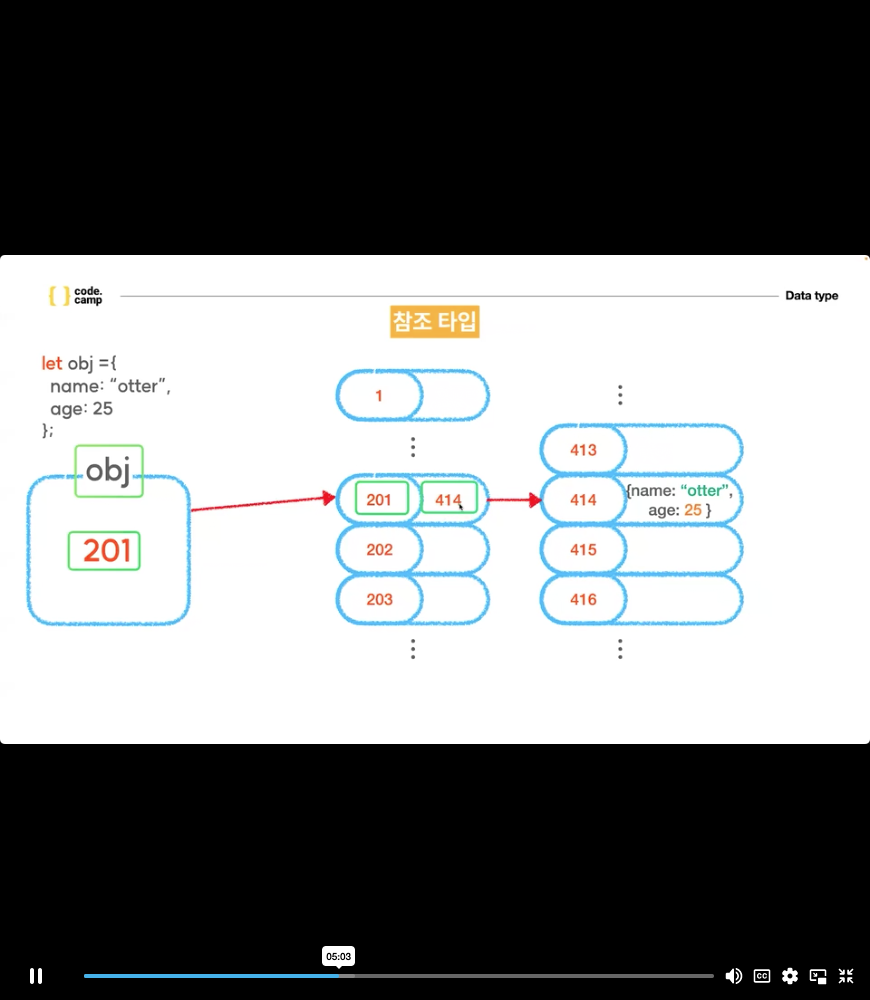 { } code.
camp
Data type
참조 타입
let obj ={
name: “otter”,
age: 25
};
obj
201
1
201 414
202
203
413
414 {name: “otter”,
age: 25 }
415
416
05:03
CC